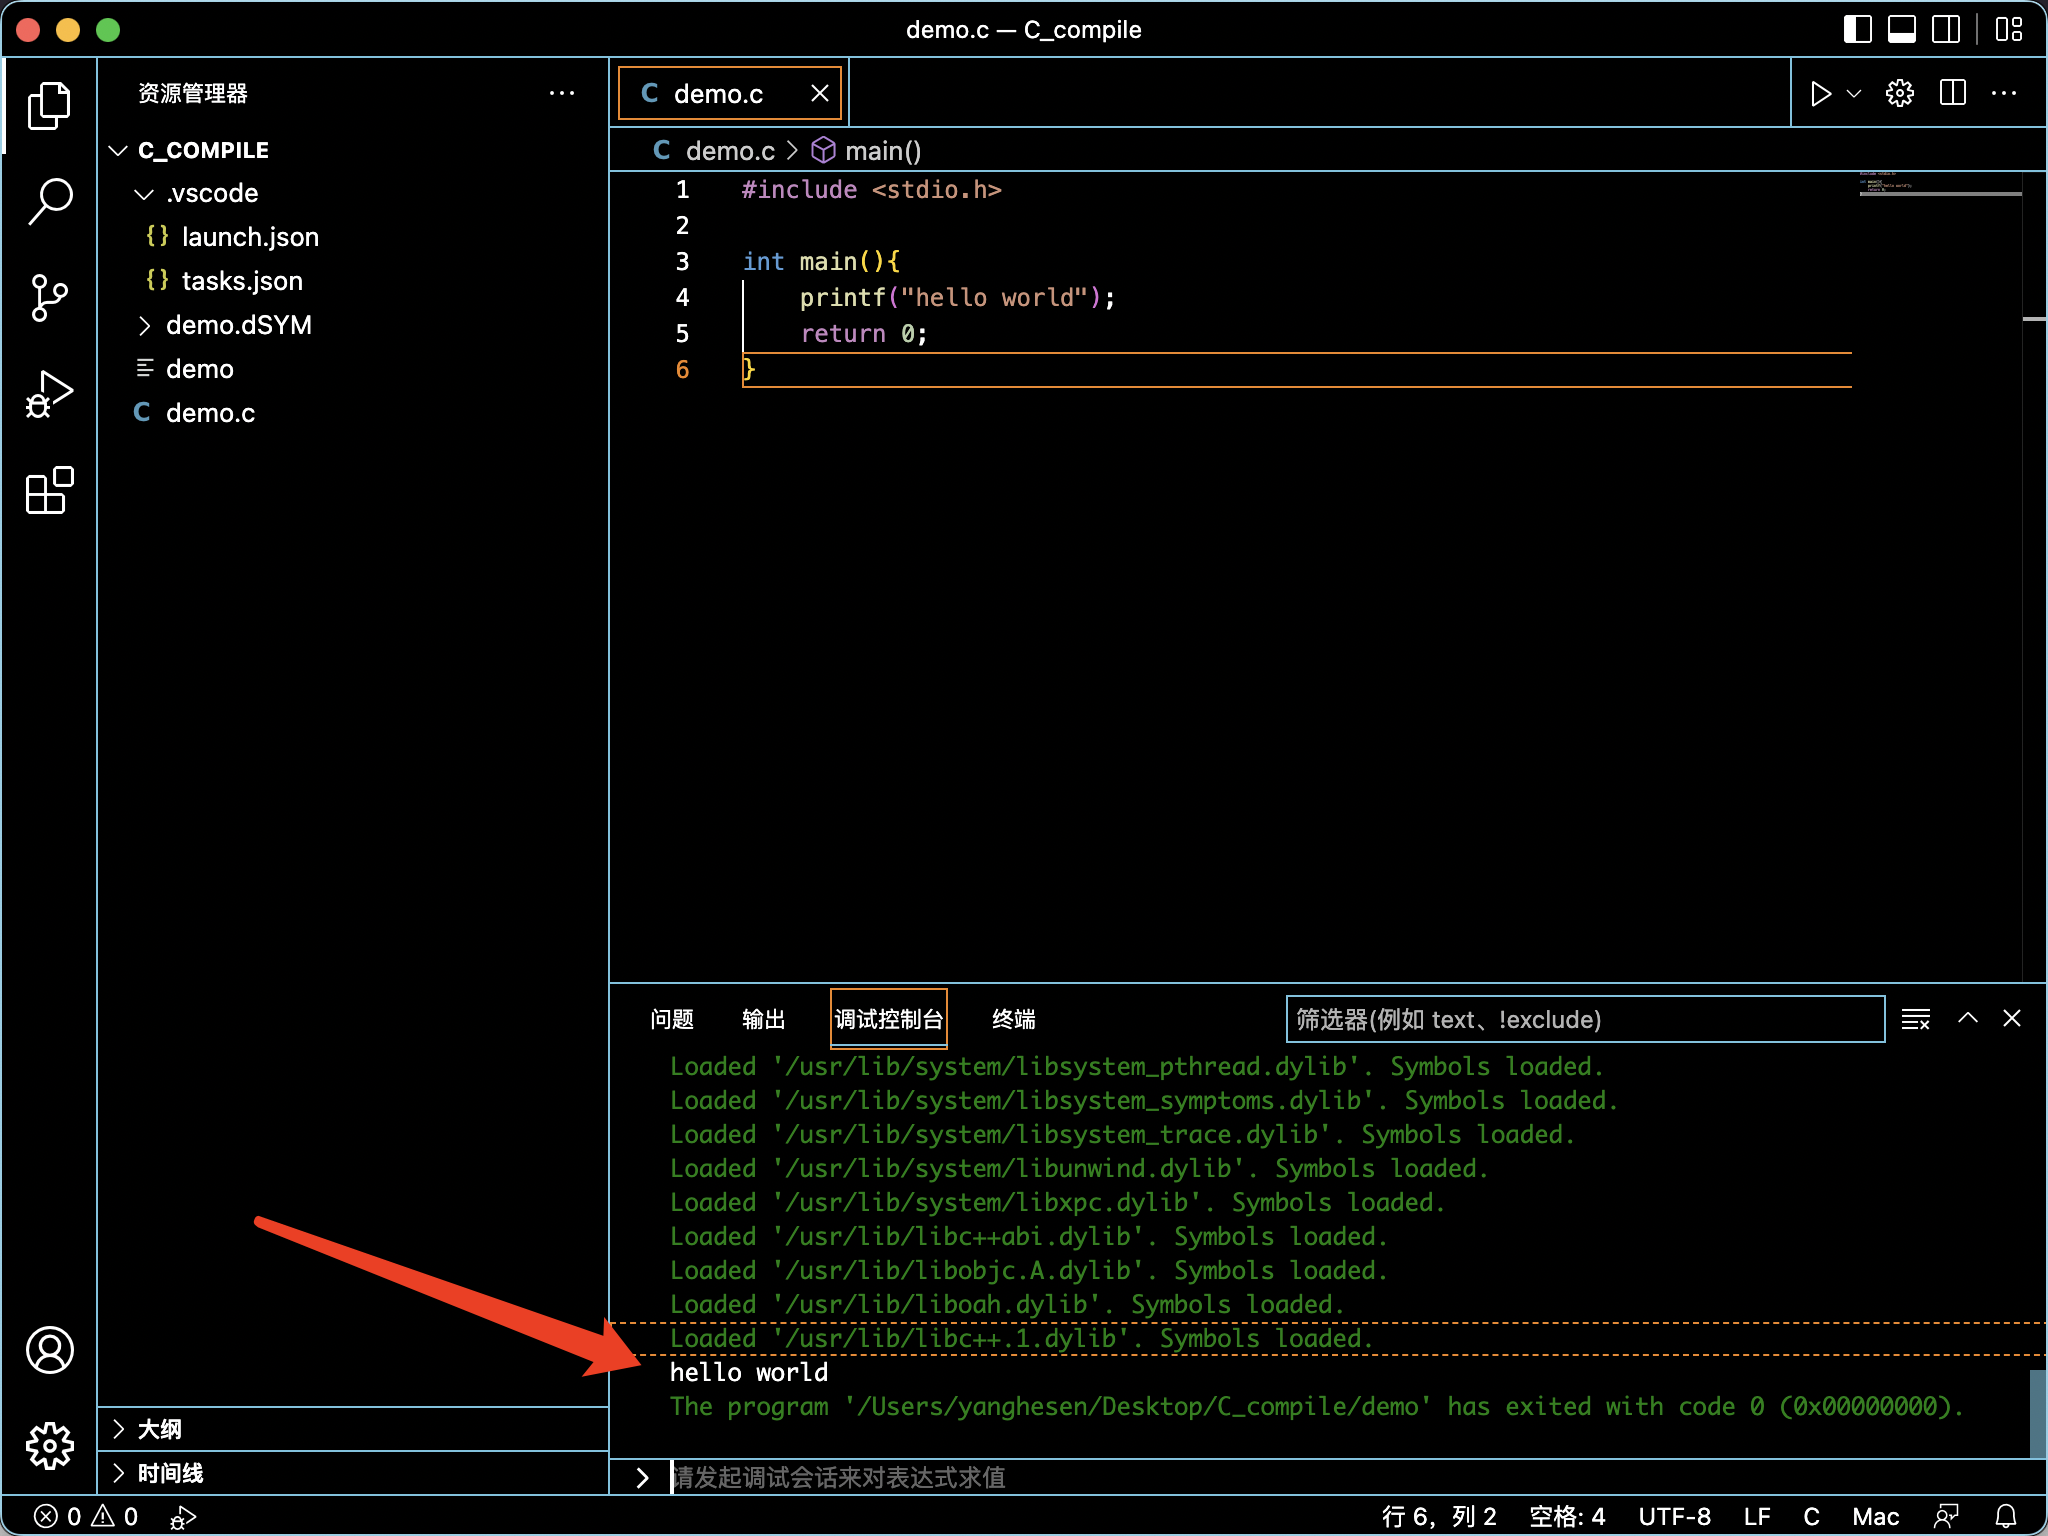 demo.c — C_compile
资源管理器
C_COMPILE
.vscode
{} launch.json
{} tasks.json
demo.dSYM
demo
C demo.c
大纲
时间线
C demo.c
C demo.c > main()
1 #include <stdio.h>
2
3 int main(){
4 printf("hello world");
5 return 0;
6 }
问题 输出 调试控制台 终端 筛选器(例如 text、!exclude)
Loaded '/usr/lib/system/libsystem_pthread.dylib'. Symbols loaded.
Loaded '/usr/lib/system/libsystem_symptoms.dylib'. Symbols loaded.
Loaded '/usr/lib/system/libsystem_trace.dylib'. Symbols loaded.
Loaded '/usr/lib/system/libunwind.dylib'. Symbols loaded.
Loaded '/usr/lib/system/libxpc.dylib'. Symbols loaded.
Loaded '/usr/lib/libc++abi.dylib'. Symbols loaded.
Loaded '/usr/lib/libobjc.A.dylib'. Symbols loaded.
Loaded '/usr/lib/liboah.dylib'. Symbols loaded.
Loaded '/usr/lib/libc++.1.dylib'. Symbols loaded.
hello world
The program '/Users/yanghesen/Desktop/C_compile/demo' has exited with code 0 (0x00000000).
请发起调试会话来对表达式求值
0 0 行 6，列 2 空格: 4 UTF-8 LF C Mac